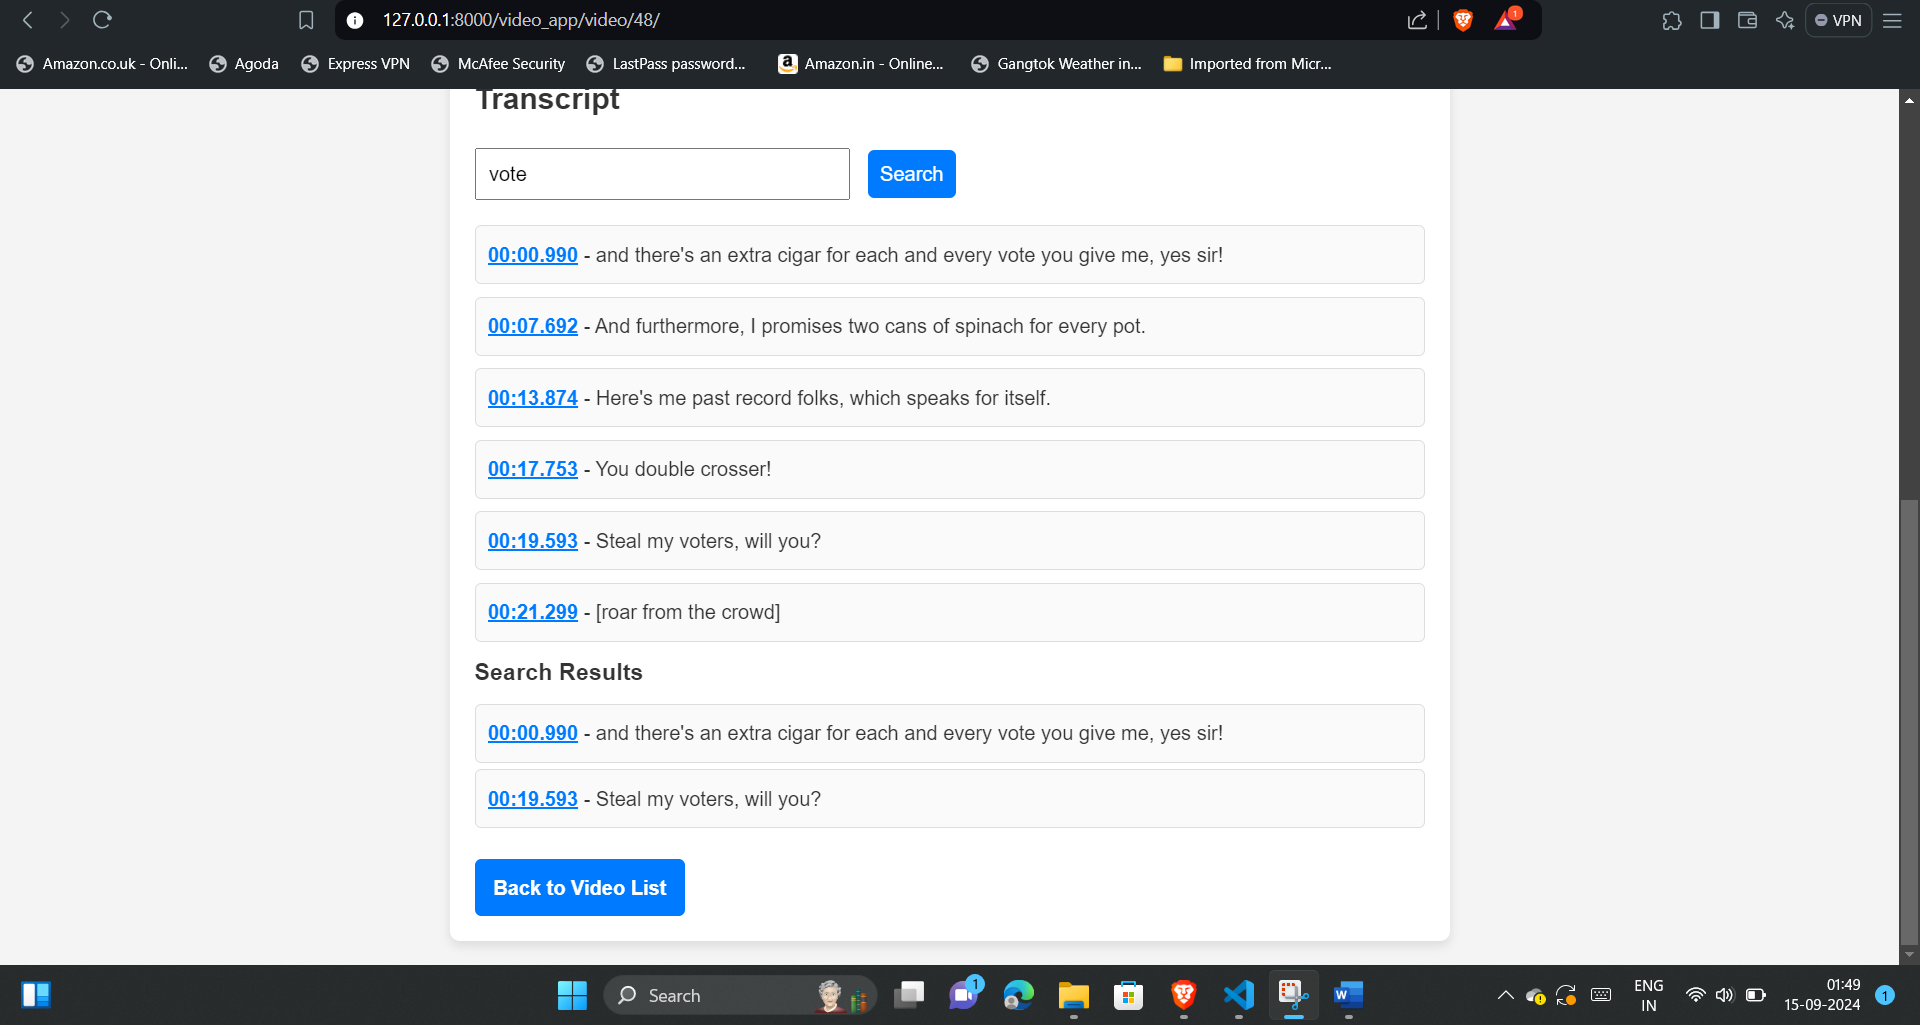 127.0.0.1:8000/video_app/video/48/
1
VPN
Amazon.co.uk - Onli...
Agoda
Express VPN
McAfee Security
LastPass password...
Amazon.in - Online...
Gangtok Weather in...
Imported from Micr...
Transcript
vote
Search
00:00.990 - and there's an extra cigar for each and every vote you give me, yes sir!
00:07.692 - And furthermore, I promises two cans of spinach for every pot.
00:13.874 - Here's me past record folks, which speaks for itself.
00:17.753 - You double crosser!
00:19.593 - Steal my voters, will you?
00:21.299 - [roar from the crowd]
Search Results
00:00.990 - and there's an extra cigar for each and every vote you give me, yes sir!
00:19.593 - Steal my voters, will you?
Back to Video List
Search
1
ENG
IN
01:49
15-09-2024
1